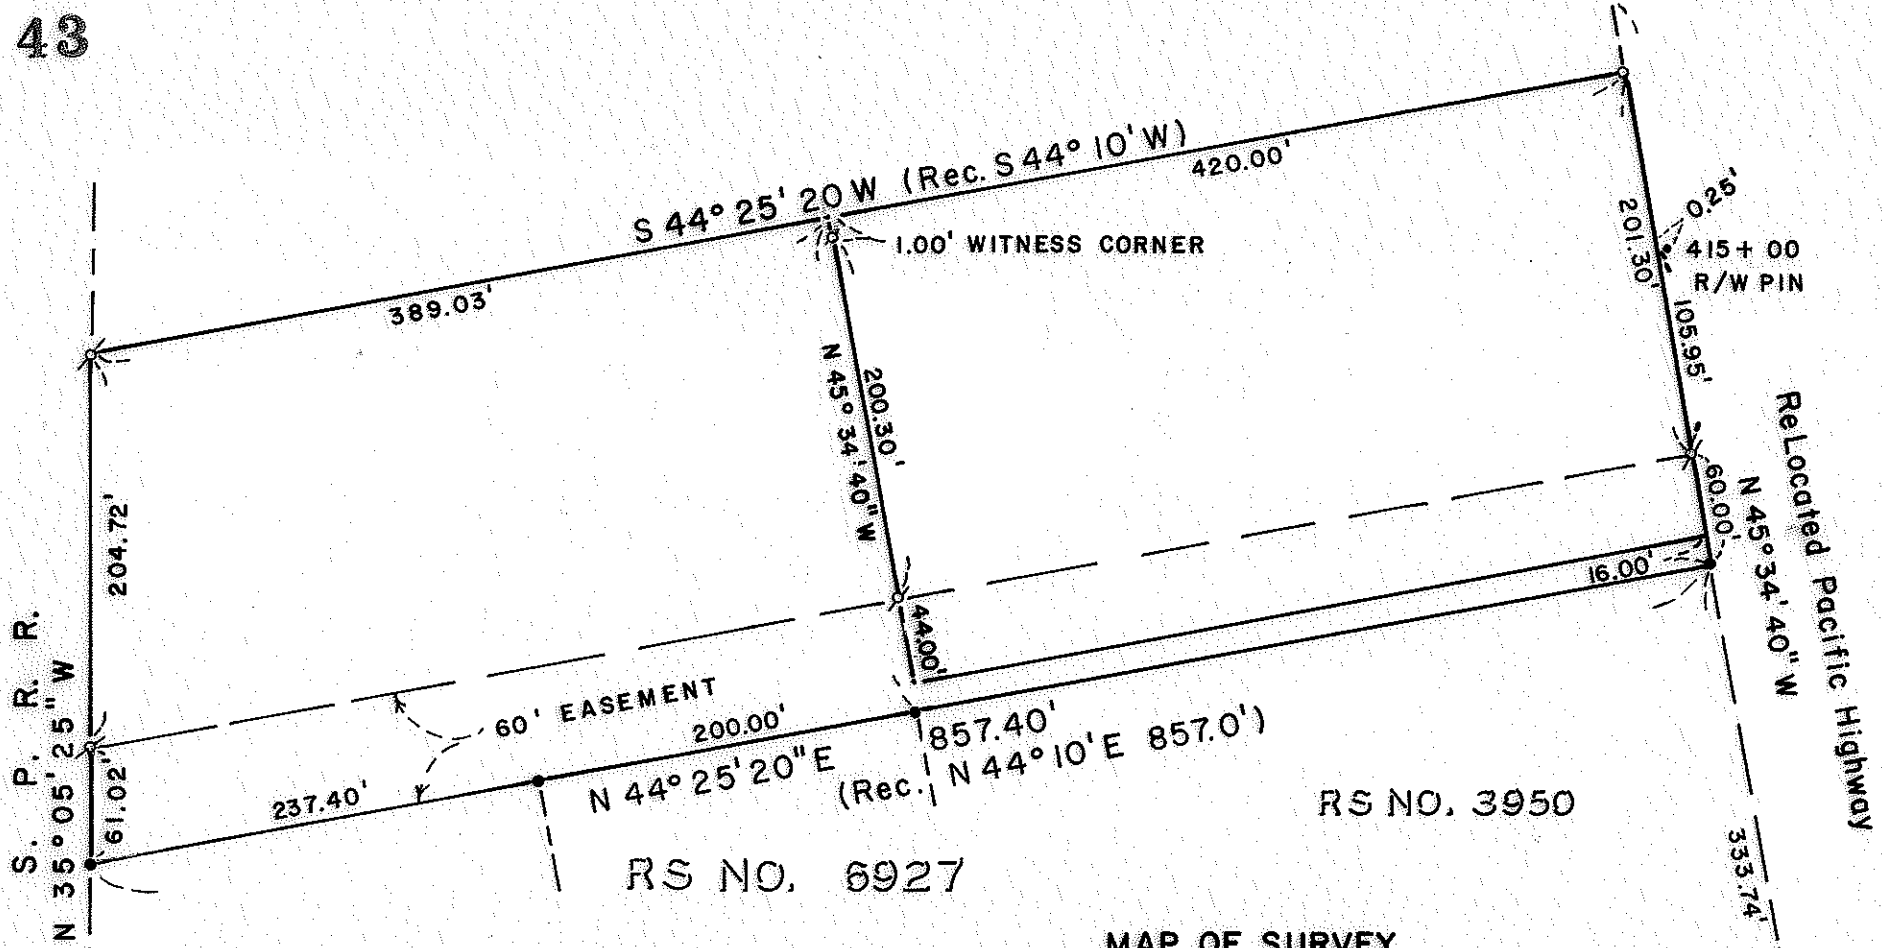 43
S 44° 25' 20 W (Rec. S 44° 10' W)
420.00'
389.03'
1.00' WITNESS CORNER
0.25'
415+00
R/W PIN
201.30'
105.95'
N 45° 34' 40" W
200.30'
44.00'
204.72'
61.02'
S. P. R. R.
N 35° 05' 25" W
60' EASEMENT
237.40'
200.00'
857.40'
N 44° 25' 20" E
(Rec. N 44° 10' E 857.0')
16.00'
60.00'
N 45° 34' 40" W
ReLocated Pacific Highway
333.74'
RS NO. 3950
RS NO. 6927
MAP OF SURVEY